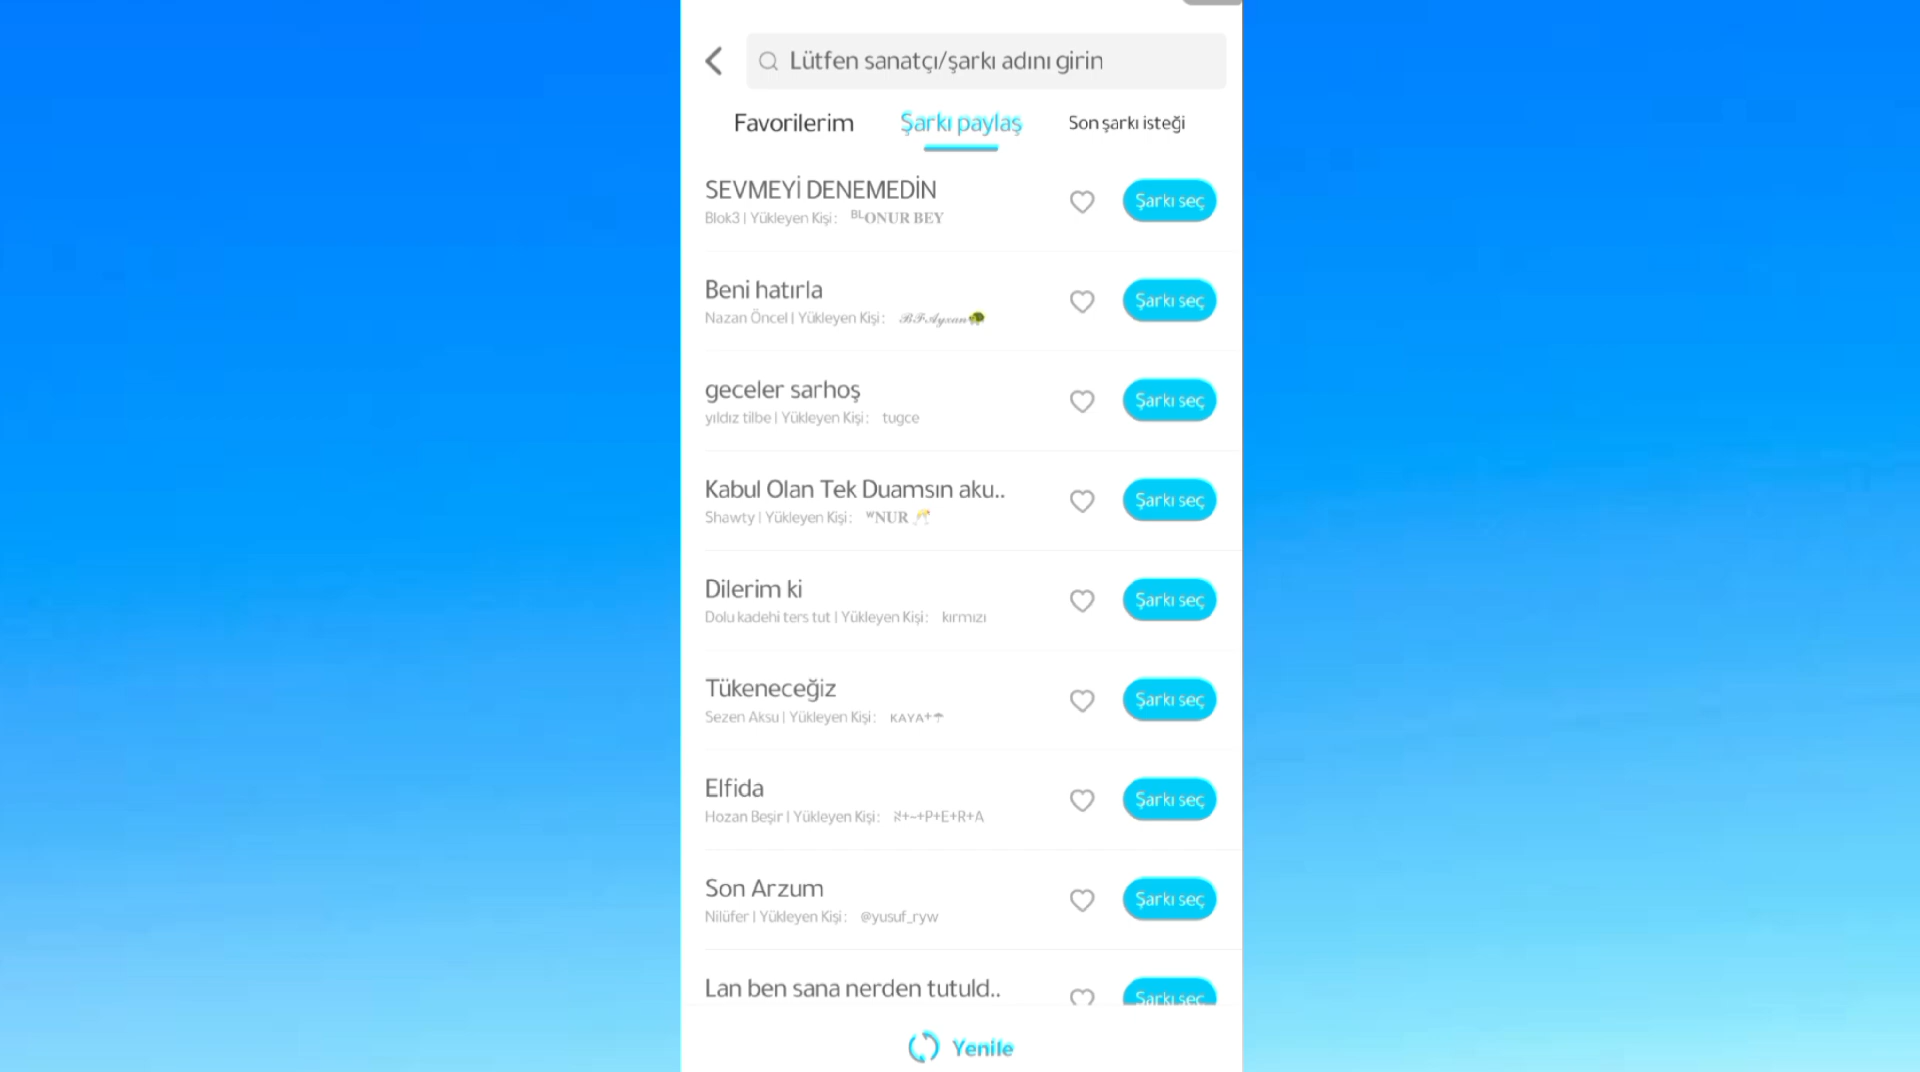 Lütfen sanatçı/şarkı adını girin
Favorilerim Şarkı paylaş Son şarkı isteği
SEVMEYİ DENEMEDİN
Blok3 | Yükleyen Kişi: ᴮᴸONUR BEY
Şarkı seç
Beni hatırla
Nazan Öncel | Yükleyen Kişi: ℬℱ𝒜𝓎𝓍𝒶𝓃🐢
Şarkı seç
geceler sarhoş
yıldız tilbe | Yükleyen Kişi: tugce
Şarkı seç
Kabul Olan Tek Duamsın aku..
Shawty | Yükleyen Kişi: ᵂNUR 🥂
Şarkı seç
Dilerim ki
Dolu kadehi ters tut | Yükleyen Kişi: kırmızı
Şarkı seç
Tükeneceğiz
Sezen Aksu | Yükleyen Kişi: ᴋᴀʏᴀ+☂
Şarkı seç
Elfida
Hozan Beşir | Yükleyen Kişi: ℵ+~+P+E+R+A
Şarkı seç
Son Arzum
Nilüfer | Yükleyen Kişi: @yusuf_ryw
Şarkı seç
Lan ben sana nerden tutuld..
Şarkı seç
Yenile